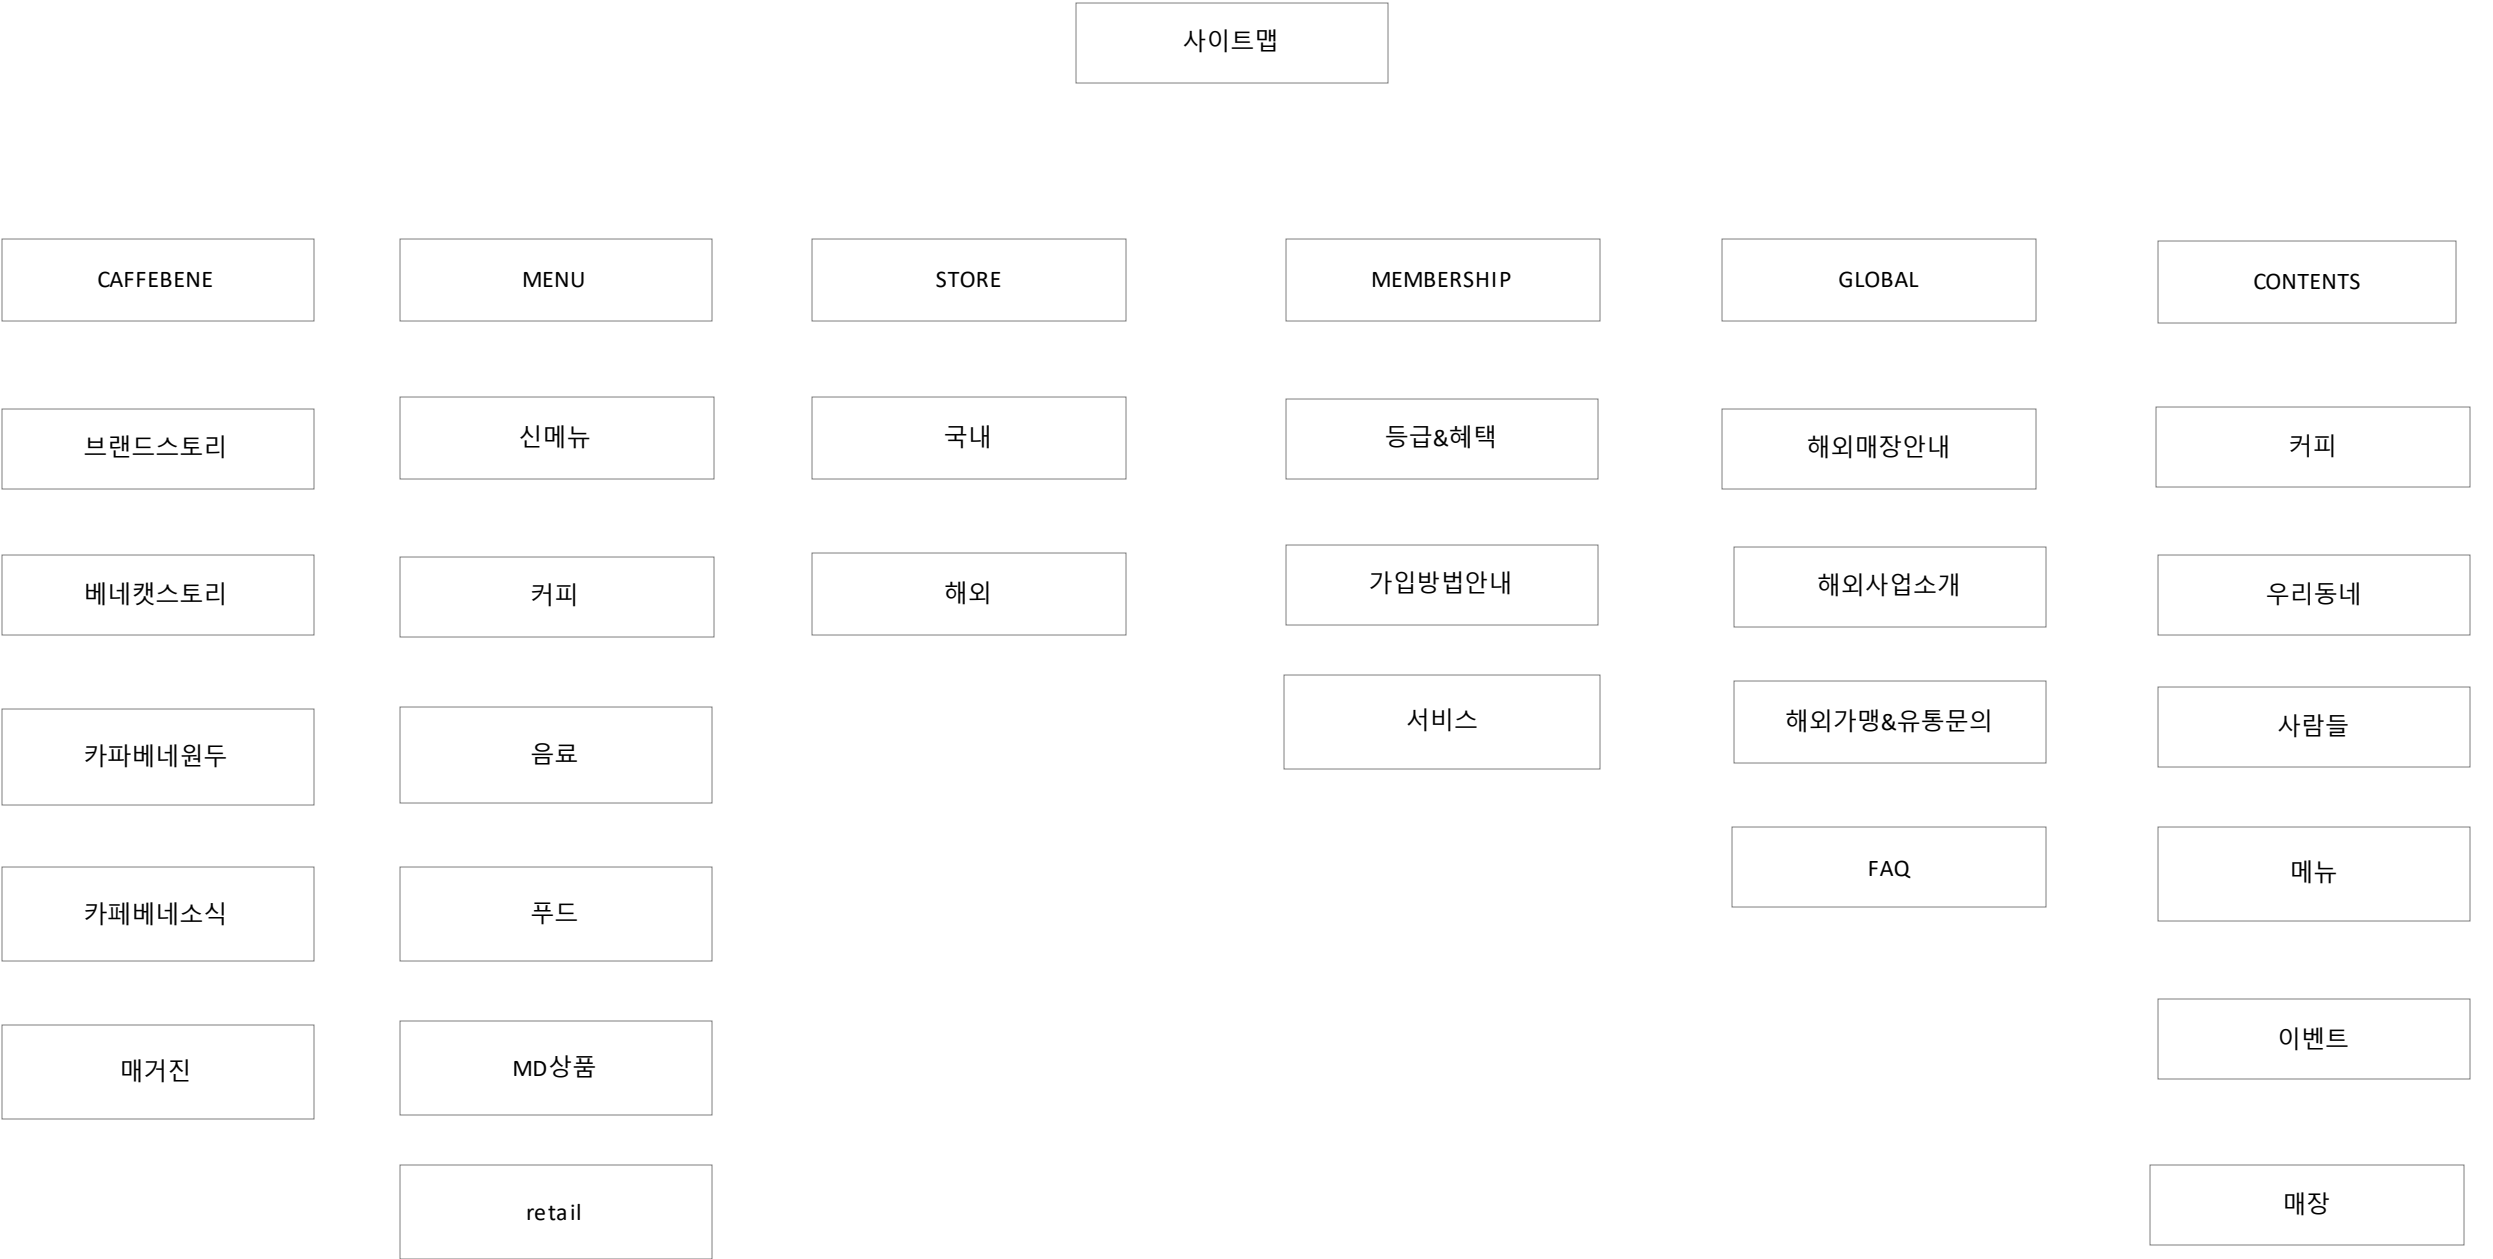 사이트맵
CAFFEBENE
MENU
STORE
MEMBERSHIP
GLOBAL
CONTENTS
브랜드스토리
신메뉴
국내
등급&혜택
해외매장안내
커피
베네캣스토리
커피
해외
가입방법안내
해외사업소개
우리동네
카파베네원두
음료
서비스
해외가맹&유통문의
사람들
카페베네소식
푸드
FAQ
메뉴
매거진
MD상품
이벤트
retail
매장